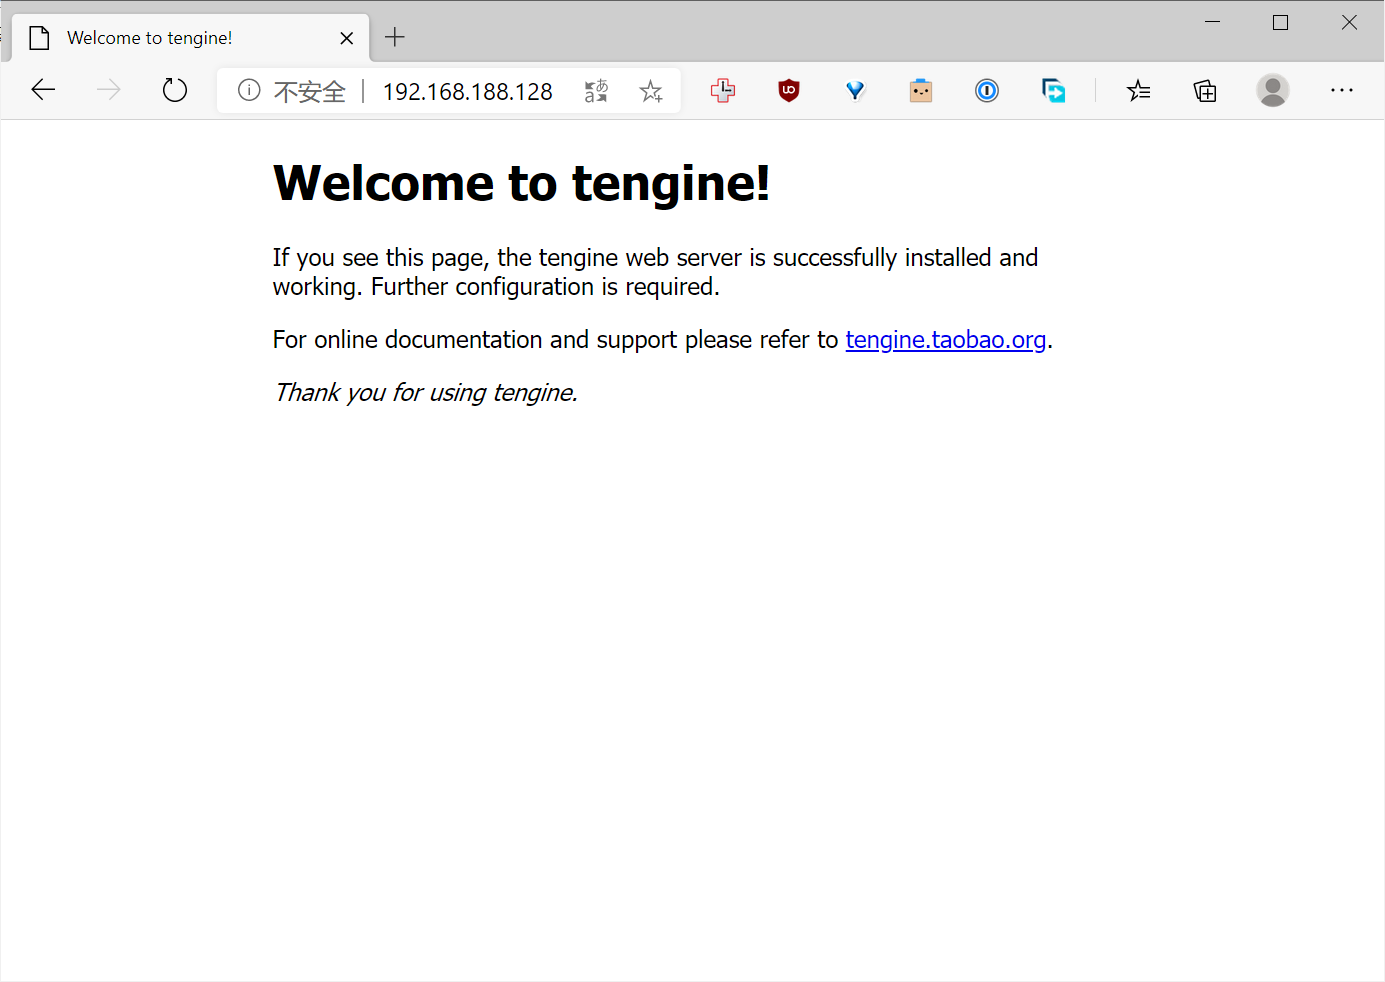 Welcome to tengine!
不安全 | 192.168.188.128
Welcome to tengine!
If you see this page, the tengine web server is successfully installed and
working. Further configuration is required.
For online documentation and support please refer to tengine.taobao.org.
Thank you for using tengine.